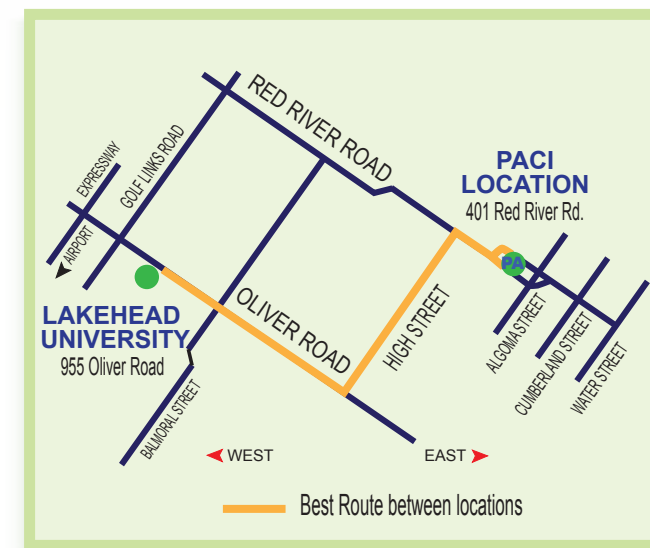 RED RIVER ROAD
EXPRESSWAY
GOLF LINKS ROAD
PACI
LOCATION
401 Red River Rd.
AIRPORT
PA
LAKEHEAD
UNIVERSITY
955 Oliver Road
OLIVER ROAD
HIGH STREET
ALGOMA STREET
CUMBERLAND STREET
WATER STREET
BALMORAL STREET
WEST
EAST
Best Route between locations